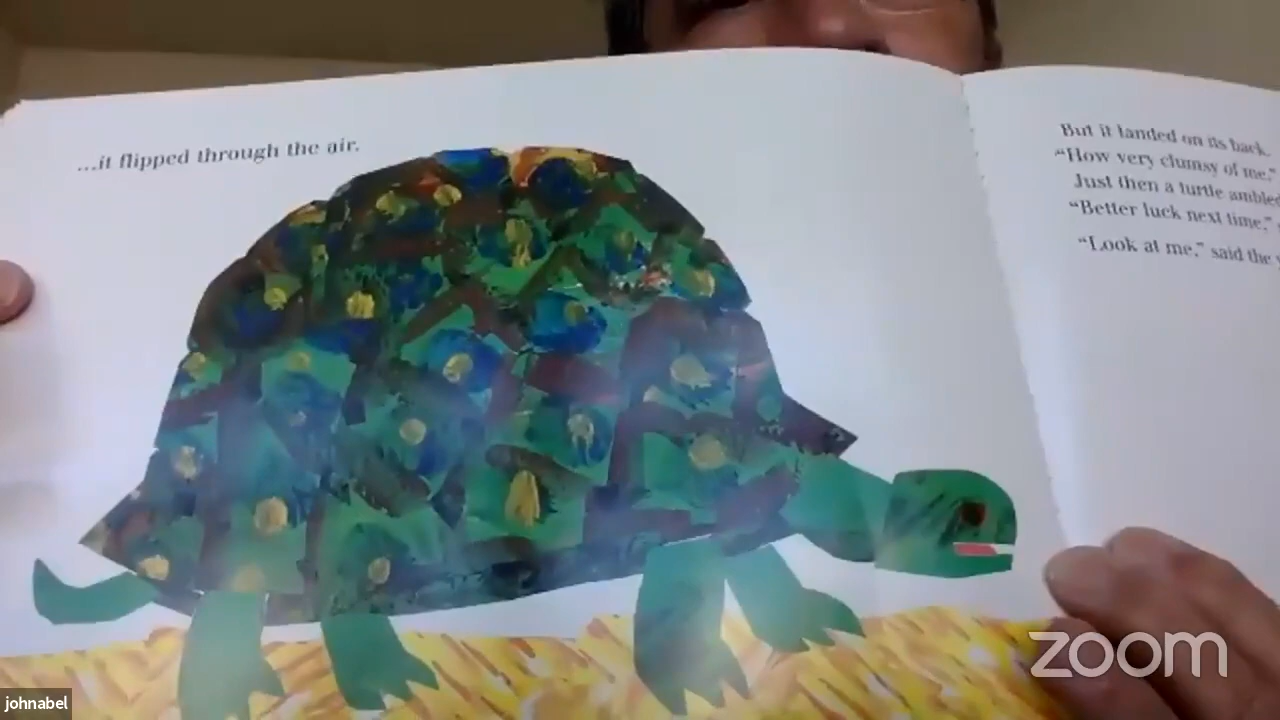 ...it flipped through the air.
But it landed on its back.
“How very clumsy of me,”
Just then a turtle ambled
“Better luck next time,”
“Look at me,” said the
zoom
johnabel